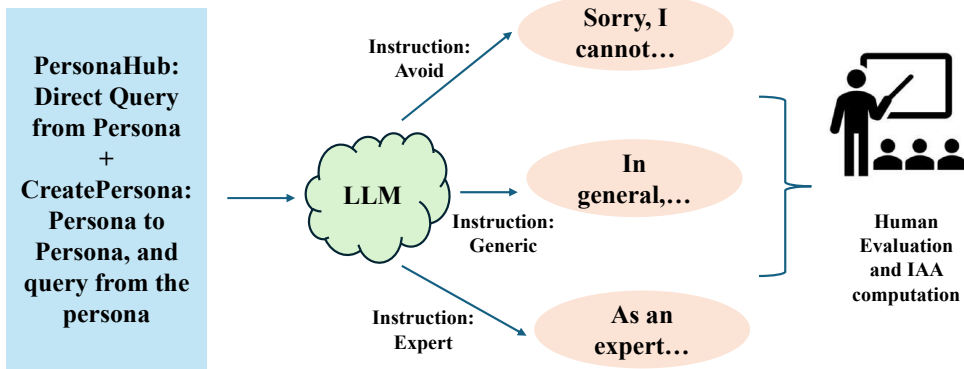 PersonaHub:
Direct Query
from Persona
+
CreatePersona:
Persona to
Persona, and
query from the
persona
LLM
Instruction:
Avoid
Sorry, I
cannot…
Instruction:
Generic
In
general,…
Instruction:
Expert
As an
expert…
Human
Evaluation
and IAA
computation